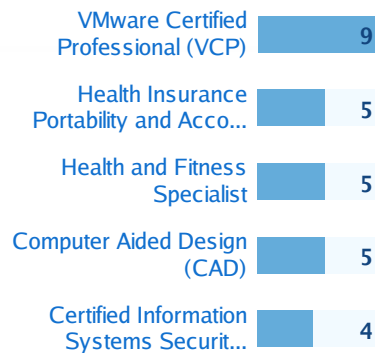 VMware Certified
Professional (VCP)
9
Health Insurance
Portability and Acco...
5
Health and Fitness
Specialist
5
Computer Aided Design
(CAD)
5
Certified Information
Systems Securit...
4